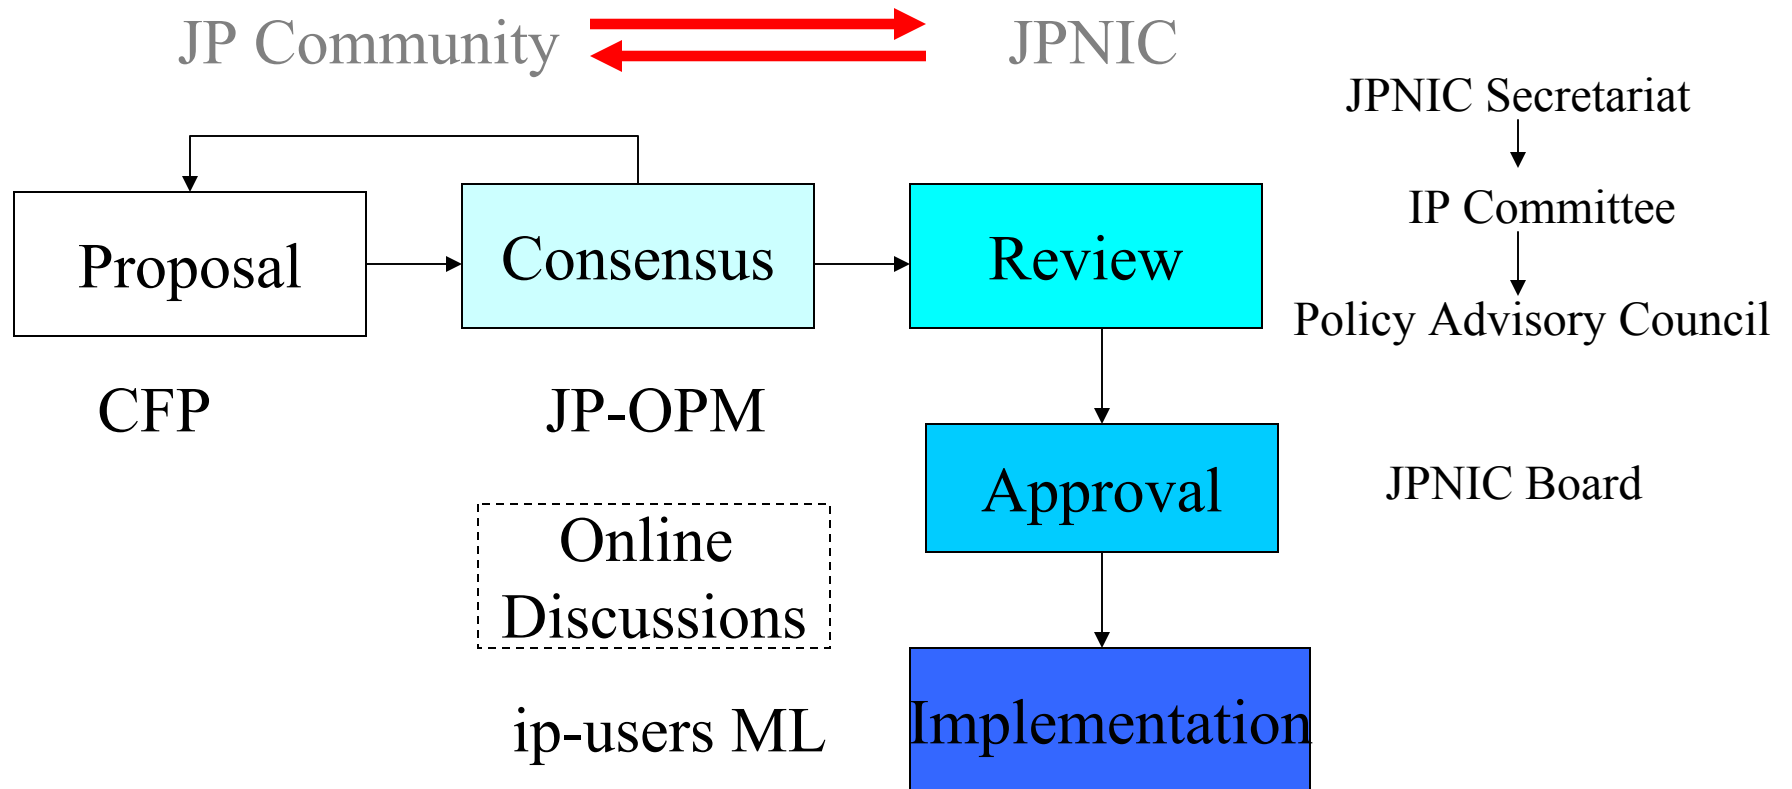 JP Community
JPNIC
JPNIC Secretariat
IP Committee
Policy Advisory Council
Proposal
Consensus
Review
CFP
JP-OPM
Approval
JPNIC Board
Online
Discussions
ip-users ML
Implementation